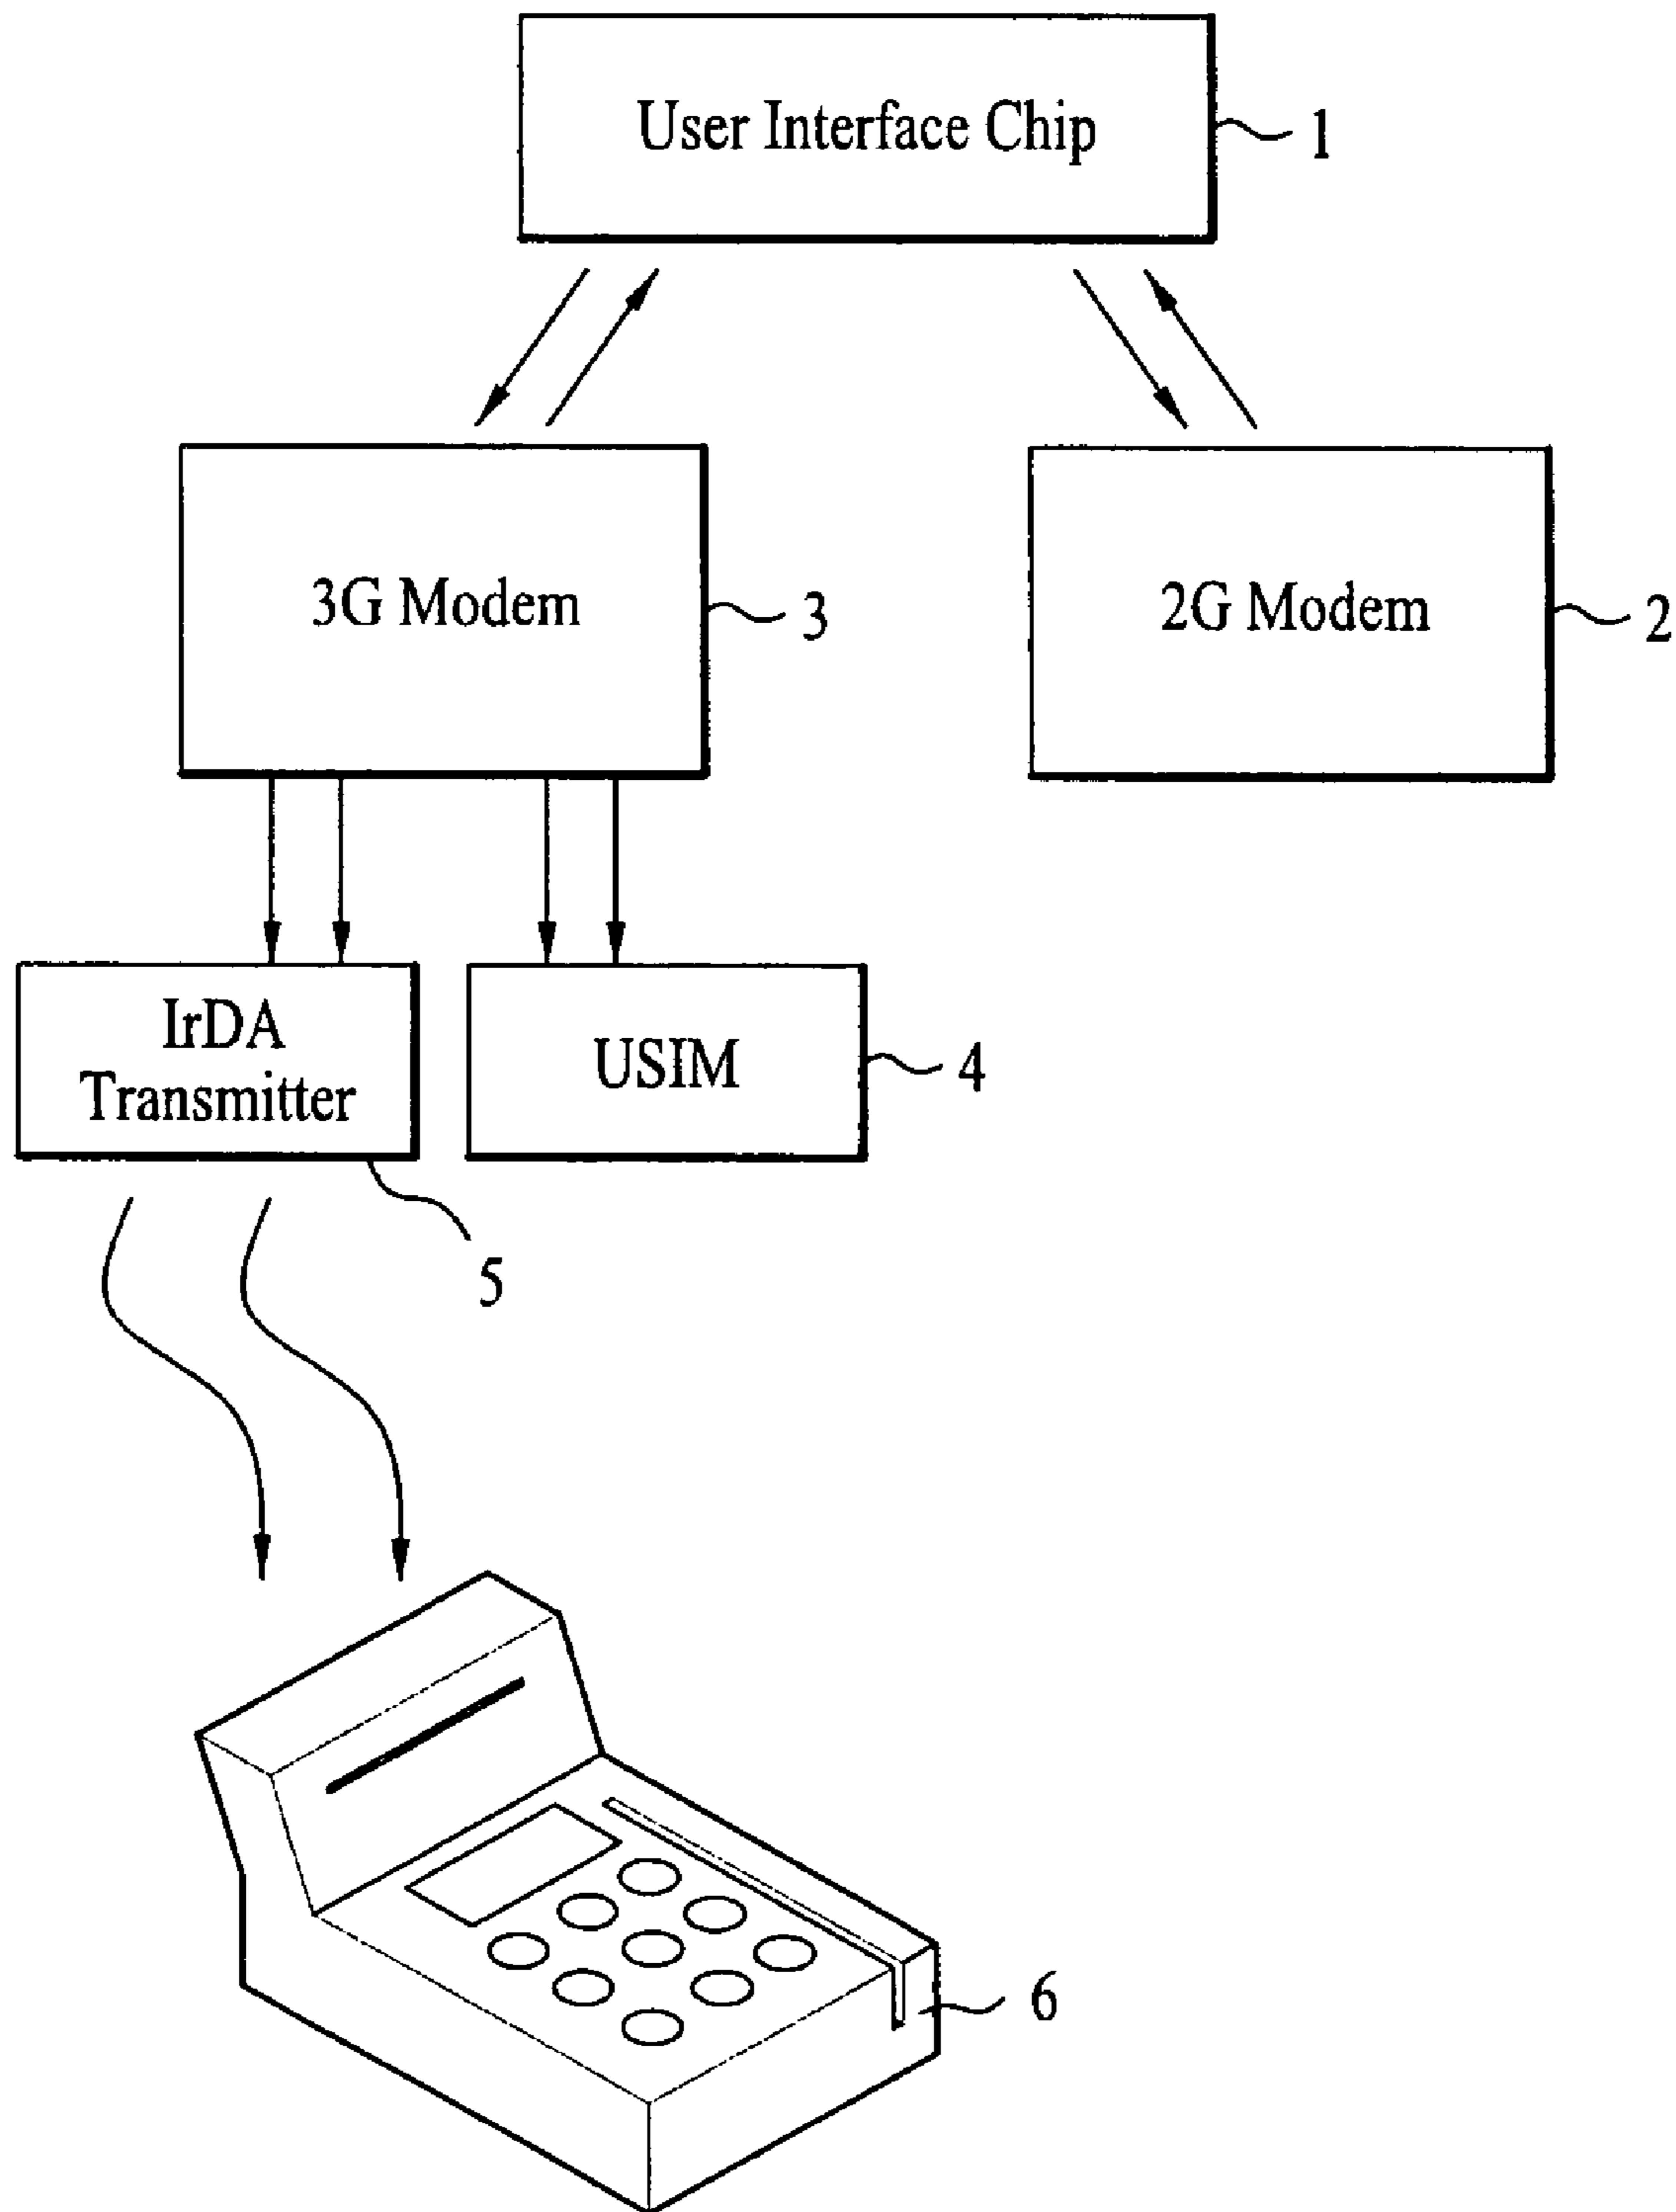 User Interface Chip
1
3G Modem
3
2G Modem
2
IrDA
Transmitter
5
USIM
4
6